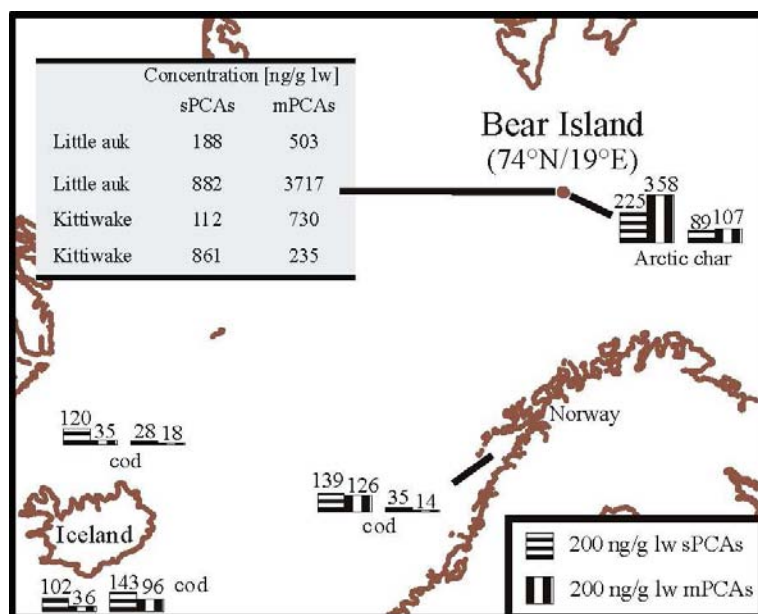 Concentration [ng/g lw]
sPCAs mPCAs
Little auk 188 503
Little auk 882 3717
Kittiwake 112 730
Kittiwake 861 235
Bear Island
(74°N/19°E)
225 358 89 107
Arctic char
Norway
120 35 28 18
cod
139 126 35 14
cod
Iceland
102 36 143 96 cod
200 ng/g lw sPCAs
200 ng/g lw mPCAs